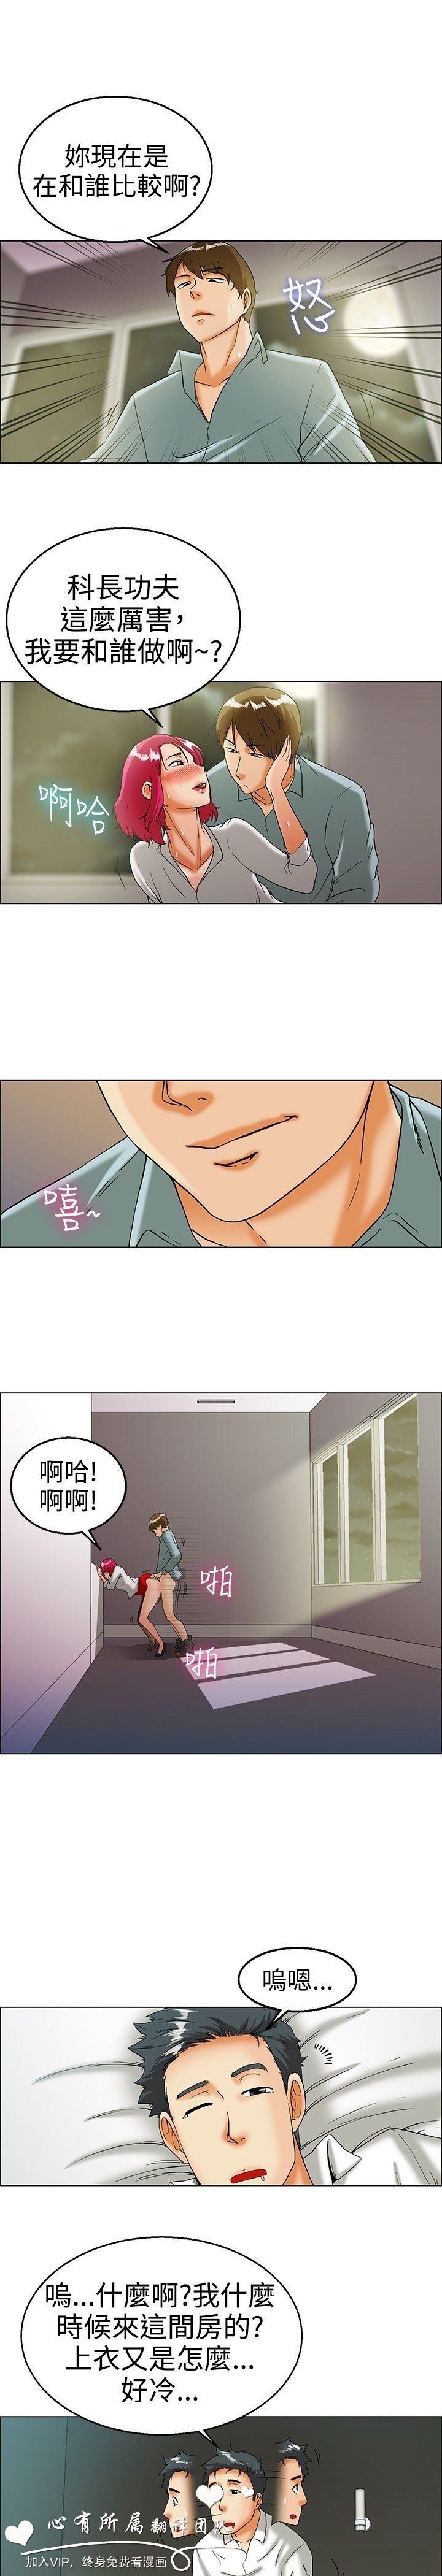 妳現在是
在和誰比較啊?
怒
科長功夫
這麼厲害，
我要和誰做啊~?
啊哈
嘻~
啊哈!
啊啊!
啪
啪
嗚嗯...
嗚...什麼啊?我什麼
時候來這間房的?
上衣又是怎麼...
好冷...
心有所属翻译团队
加入VIP，终身免费看漫画